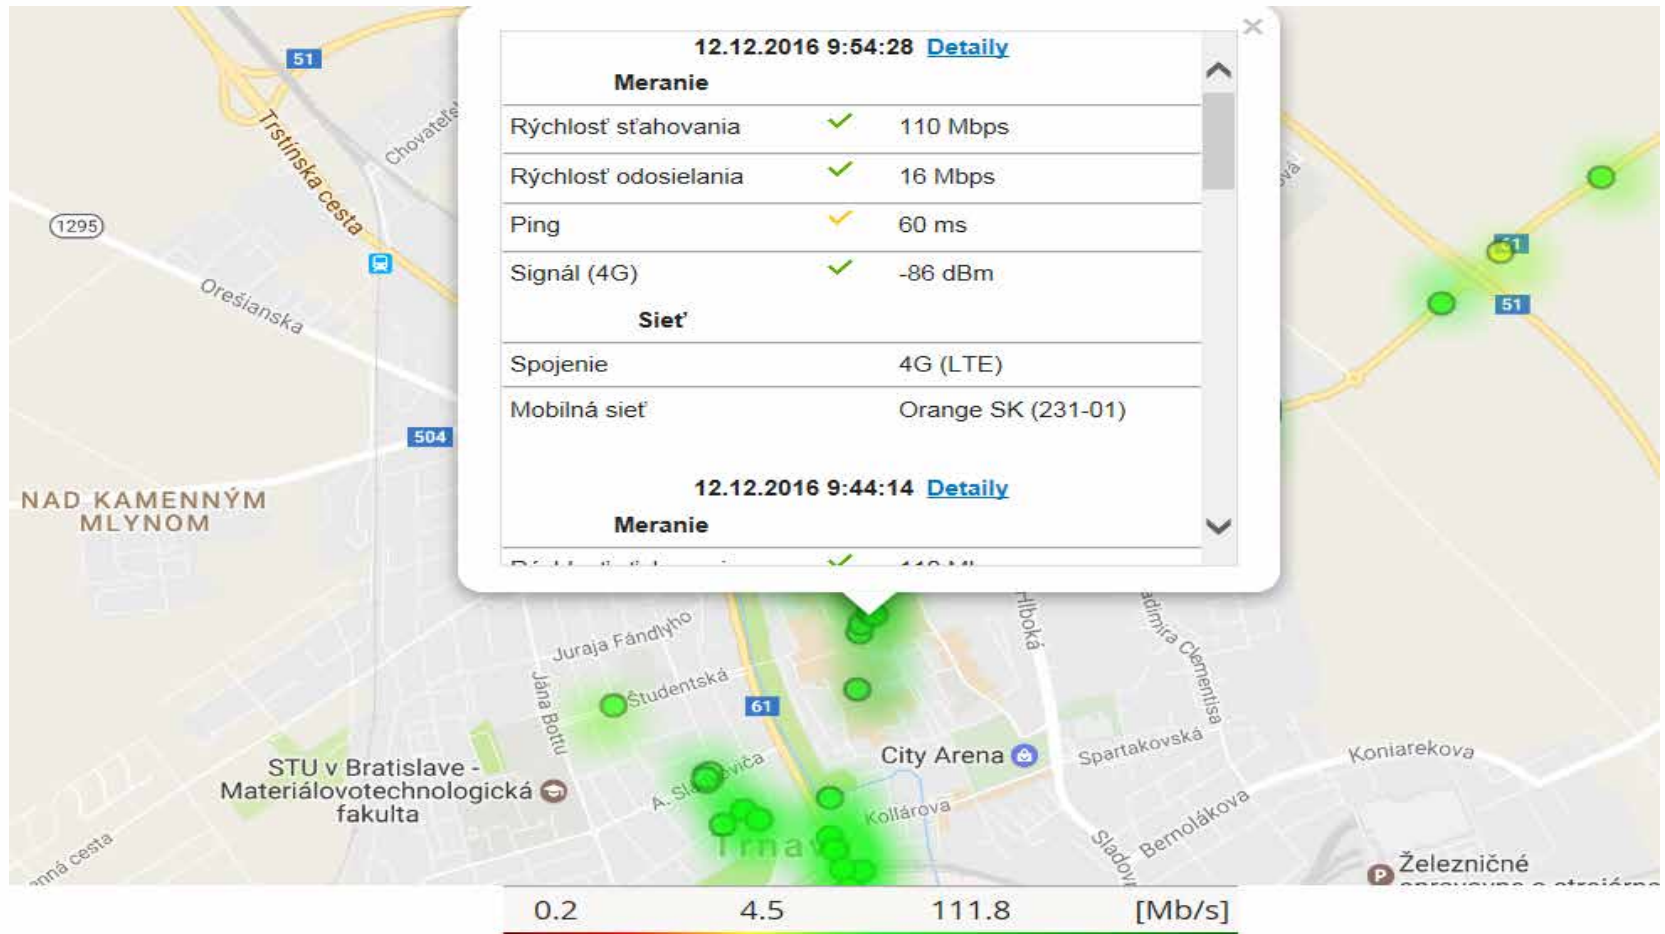 12.12.2016 9:54:28 Detaily
Meranie
Rýchlosť sťahovania 110 Mbps
Rýchlosť odosielania 16 Mbps
Ping 60 ms
Signál (4G) -86 dBm
Sieť
Spojenie 4G (LTE)
Mobilná sieť Orange SK (231-01)
12.12.2016 9:44:14 Detaily
Meranie
51
Trstínska cesta
1295
Orešianska
504
NAD KAMENNÝM
MLYNOM
51
Juraja Fándlyho
Študentská
Jána Bottu
61
Hlboká
City Arena
Spartakovská
Koniarekova
STU v Bratislave -
Materiálovotechnologická
fakulta
Kollárova
Bernolákova
Trnav
Železničné
P
0.2 4.5 111.8 [Mb/s]